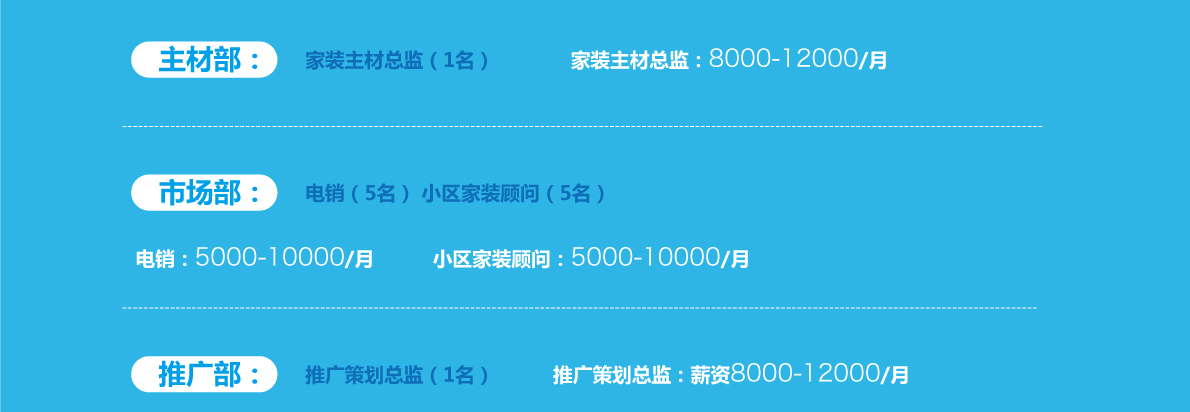 主材部： 家装主材总监（1名） 家装主材总监：8000-12000/月
市场部： 电销（5名） 小区家装顾问（5名）
电销：5000-10000/月 小区家装顾问：5000-10000/月
推广部： 推广策划总监（1名） 推广策划总监：薪资8000-12000/月